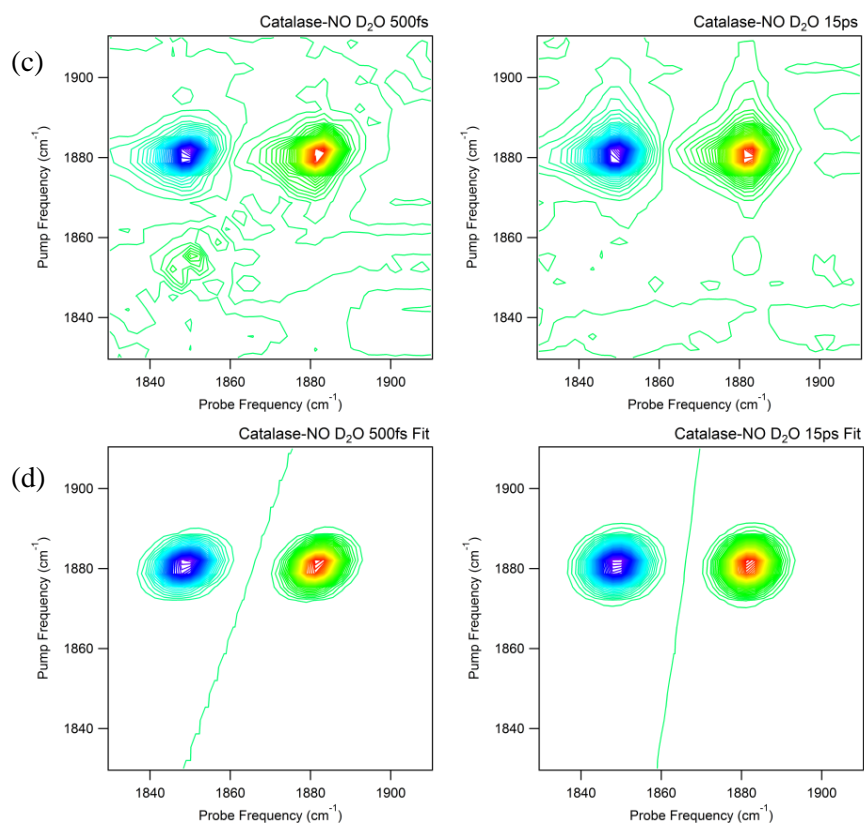 Catalase-NO D₂O 500fs
Catalase-NO D₂O 15ps
(c)
Pump Frequency (cm⁻¹)
1900
1880
1860
1840
1840
1860
1880
1900
Probe Frequency (cm⁻¹)
Pump Frequency (cm⁻¹)
1900
1880
1860
1840
1840
1860
1880
1900
Probe Frequency (cm⁻¹)
Catalase-NO D₂O 500fs Fit
Catalase-NO D₂O 15ps Fit
(d)
Pump Frequency (cm⁻¹)
1900
1880
1860
1840
1840
1860
1880
1900
Probe Frequency (cm⁻¹)
Pump Frequency (cm⁻¹)
1900
1880
1860
1840
1840
1860
1880
1900
Probe Frequency (cm⁻¹)